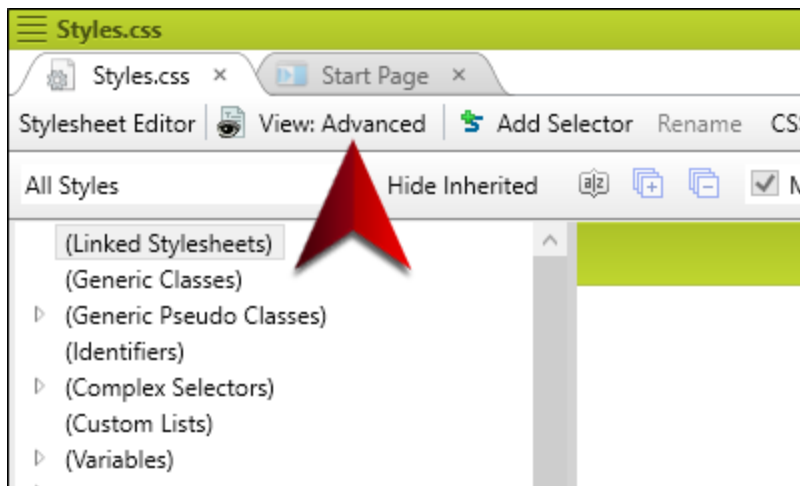 Styles.css
Styles.css × Start Page ×
Stylesheet Editor View: Advanced Add Selector Rename
All Styles Hide Inherited a|z
(Linked Stylesheets)
(Generic Classes)
(Generic Pseudo Classes)
(Identifiers)
(Complex Selectors)
(Custom Lists)
(Variables)